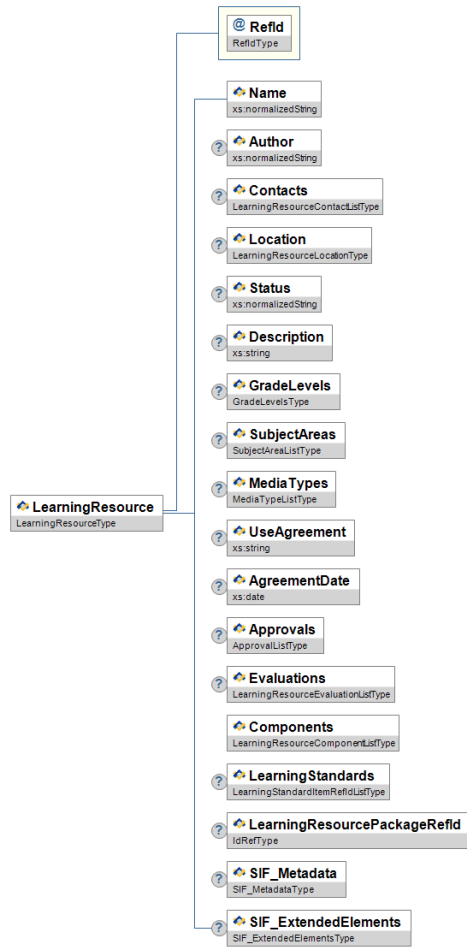 @ RefId
RefIdType
Name
xs:normalizedString
? Author
xs:normalizedString
? Contacts
LearningResourceContactListType
? Location
LearningResourceLocationType
? Status
xs:normalizedString
? Description
xs:string
? GradeLevels
GradeLevelsType
? SubjectAreas
SubjectAreaListType
? MediaTypes
MediaTypeListType
LearningResource
LearningResourceType
? UseAgreement
xs:string
? AgreementDate
xs:date
? Approvals
ApprovalListType
? Evaluations
LearningResourceEvaluationListType
Components
LearningResourceComponentListType
? LearningStandards
LearningStandardItemRefIdListType
? LearningResourcePackageRefId
IdRefType
? SIF_Metadata
SIF_MetadataType
? SIF_ExtendedElements
SIF_ExtendedElementsType